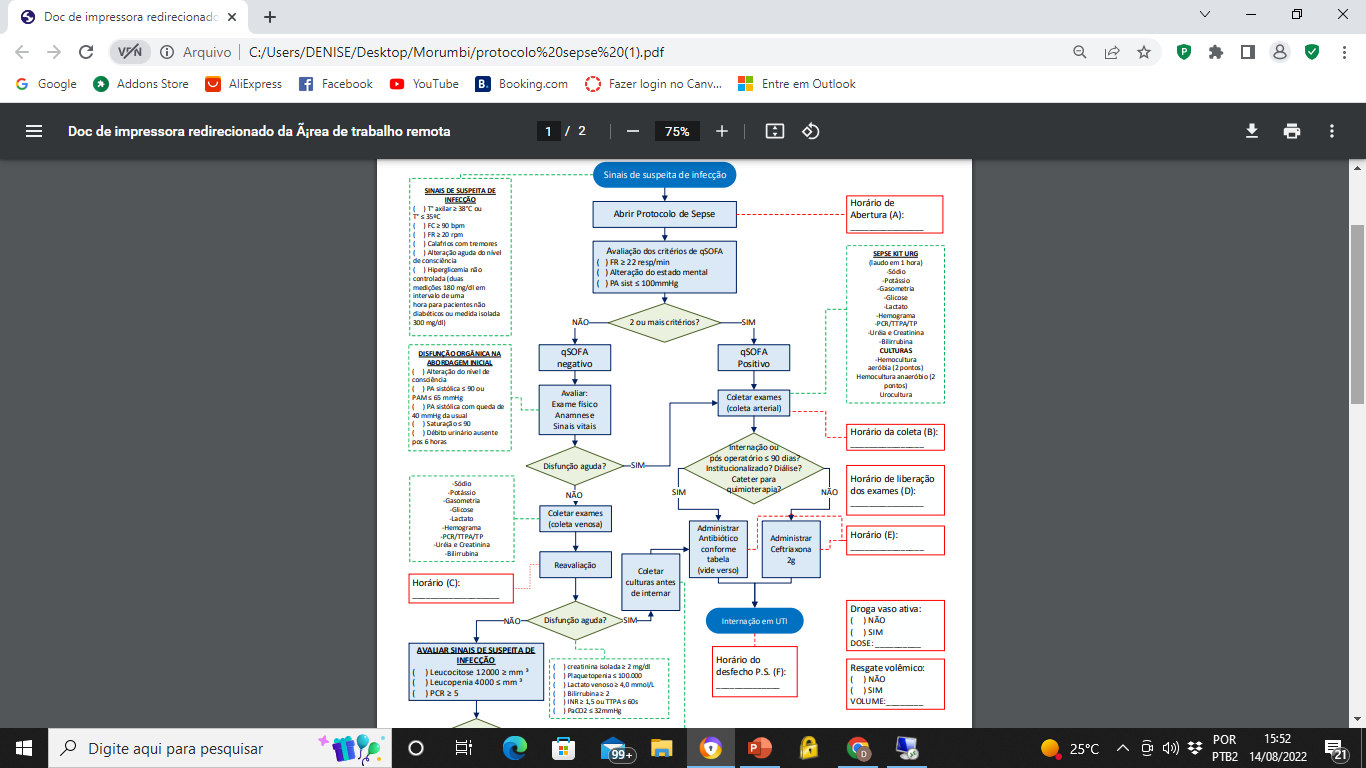 Doc de impressora redirecionado
Arquivo
C:/Users/DENISE/Desktop/Morumbi/protocolo%20sepse%20(1).pdf
Google
Addons Store
AliExpress
Facebook
YouTube
Booking.com
Fazer login no Canv...
Entre em Outlook
Doc de impressora redirecionado da Ã¡rea de trabalho remota
1 / 2
75%
Sinais de suspeita de infecção
SINAIS DE SUSPEITA DE
INFECÇÃO
( ) T° axilar ≥ 38°C ou
T° ≤ 35ºC
( ) FC ≥ 90 bpm
( ) FR ≥ 20 rpm
( ) Calafrios com tremores
( ) Alteração aguda do nível
de consciência
( ) Hiperglicemia não
controlada (duas
medições 180 mg/dl em
intervalo de uma
hora para pacientes não
diabéticos ou medida isolada
300 mg/dl)
Abrir Protocolo de Sepse
Horário de
Abertura (A):
Avaliação dos critérios de qSOFA
( ) FR ≥ 22 resp/min
( ) Alteração do estado mental
( ) PA sist ≤ 100mmHg
SEPSE KIT URG
(laudo em 1 hora)
-Sódio
-Potássio
-Gasometria
-Glicose
-Lactato
-Hemograma
-PCR/TTPA/TP
-Uréia e Creatinina
-Bilirrubina
CULTURAS
-Hemocultura
aeróbia (2 pontos)
Hemocultura anaeróbio (2
pontos)
Urocultura
NÃO
2 ou mais critérios?
SIM
qSOFA
negativo
qSOFA
Positivo
DISFUNÇÃO ORGÂNICA NA
ABORDAGEM INICIAL
( ) Alteração do nível de
consciência
( ) PA sistólica ≤ 90 ou
PAM ≤ 65 mmHg
( ) PA sistólica com queda de
40 mmHg da usual
( ) Saturação ≤ 90
( ) Débito urinário ausente
pos 6 horas
Avaliar:
Exame físico
Anamnese
Sinais vitais
Coletar exames
(coleta arterial)
Horário da coleta (B):
Disfunção aguda?
SIM
NÃO
Internação ou
pós operatório ≤ 90 dias?
Institucionalizado? Diálise?
Cateter para
quimioterapia?
SIM
NÃO
Horário de liberação
dos exames (D):
-Sódio
-Potássio
-Gasometria
-Glicose
-Lactato
-Hemograma
-PCR/TTPA/TP
-Uréia e Creatinina
-Bilirrubina
Coletar exames
(coleta venosa)
Administrar
Antibiótico
conforme
tabela
(vide verso)
Administrar
Ceftriaxona
2g
Horário (E):
Reavaliação
Coletar
culturas antes
de internar
Horário (C):
NÃO
Disfunção aguda?
SIM
Internação em UTI
Droga vaso ativa:
( ) NÃO
( ) SIM
DOSE:
AVALIAR SINAIS DE SUSPEITA DE
INFECÇÃO
( ) Leucocitose 12000 ≥ mm ³
( ) Leucopenia 4000 ≤ mm ³
( ) PCR ≥ 5
( ) creatinina isolada ≥ 2 mg/dl
( ) Plaquetopenia ≤ 100.000
( ) Lactato venoso ≥ 4,0 mmol/L
( ) Bilirrubina ≥ 2
( ) INR ≥ 1,5 ou TTPA ≤ 60s
( ) PaCO2 ≤ 32mmHg
Horário do
desfecho P.S. (F):
Resgate volêmico:
( ) NÃO
( ) SIM
VOLUME:
Digite aqui para pesquisar
99+
25°C
POR
PTB2
15:52
14/08/2022
21